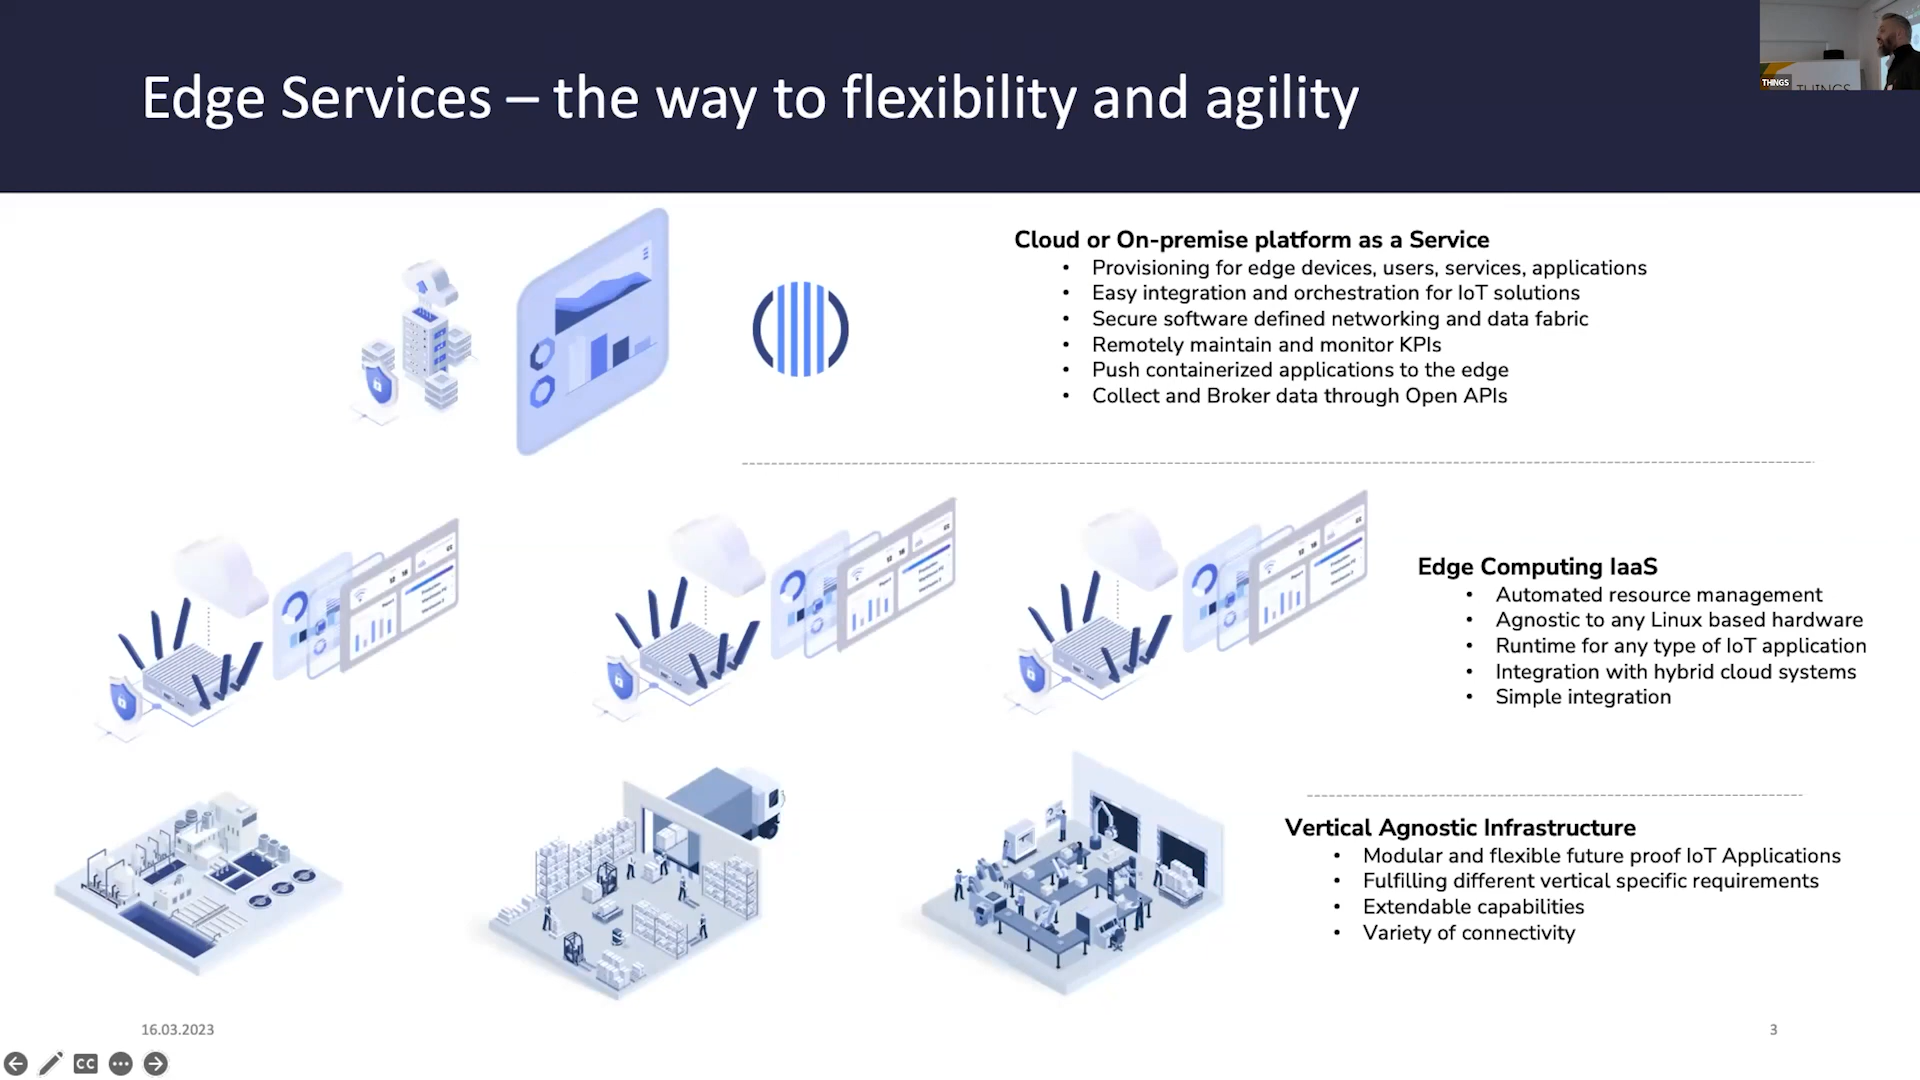 Edge Services – the way to flexibility and agility
THINGS
THINGS
Cloud or On-premise platform as a Service
• Provisioning for edge devices, users, services, applications
• Easy integration and orchestration for IoT solutions
• Secure software defined networking and data fabric
• Remotely maintain and monitor KPIs
• Push containerized applications to the edge
• Collect and Broker data through Open APIs
Edge Computing IaaS
• Automated resource management
• Agnostic to any Linux based hardware
• Runtime for any type of IoT application
• Integration with hybrid cloud systems
• Simple integration
Vertical Agnostic Infrastructure
• Modular and flexible future proof IoT Applications
• Fulfilling different vertical specific requirements
• Extendable capabilities
• Variety of connectivity
16.03.2023
3
CC